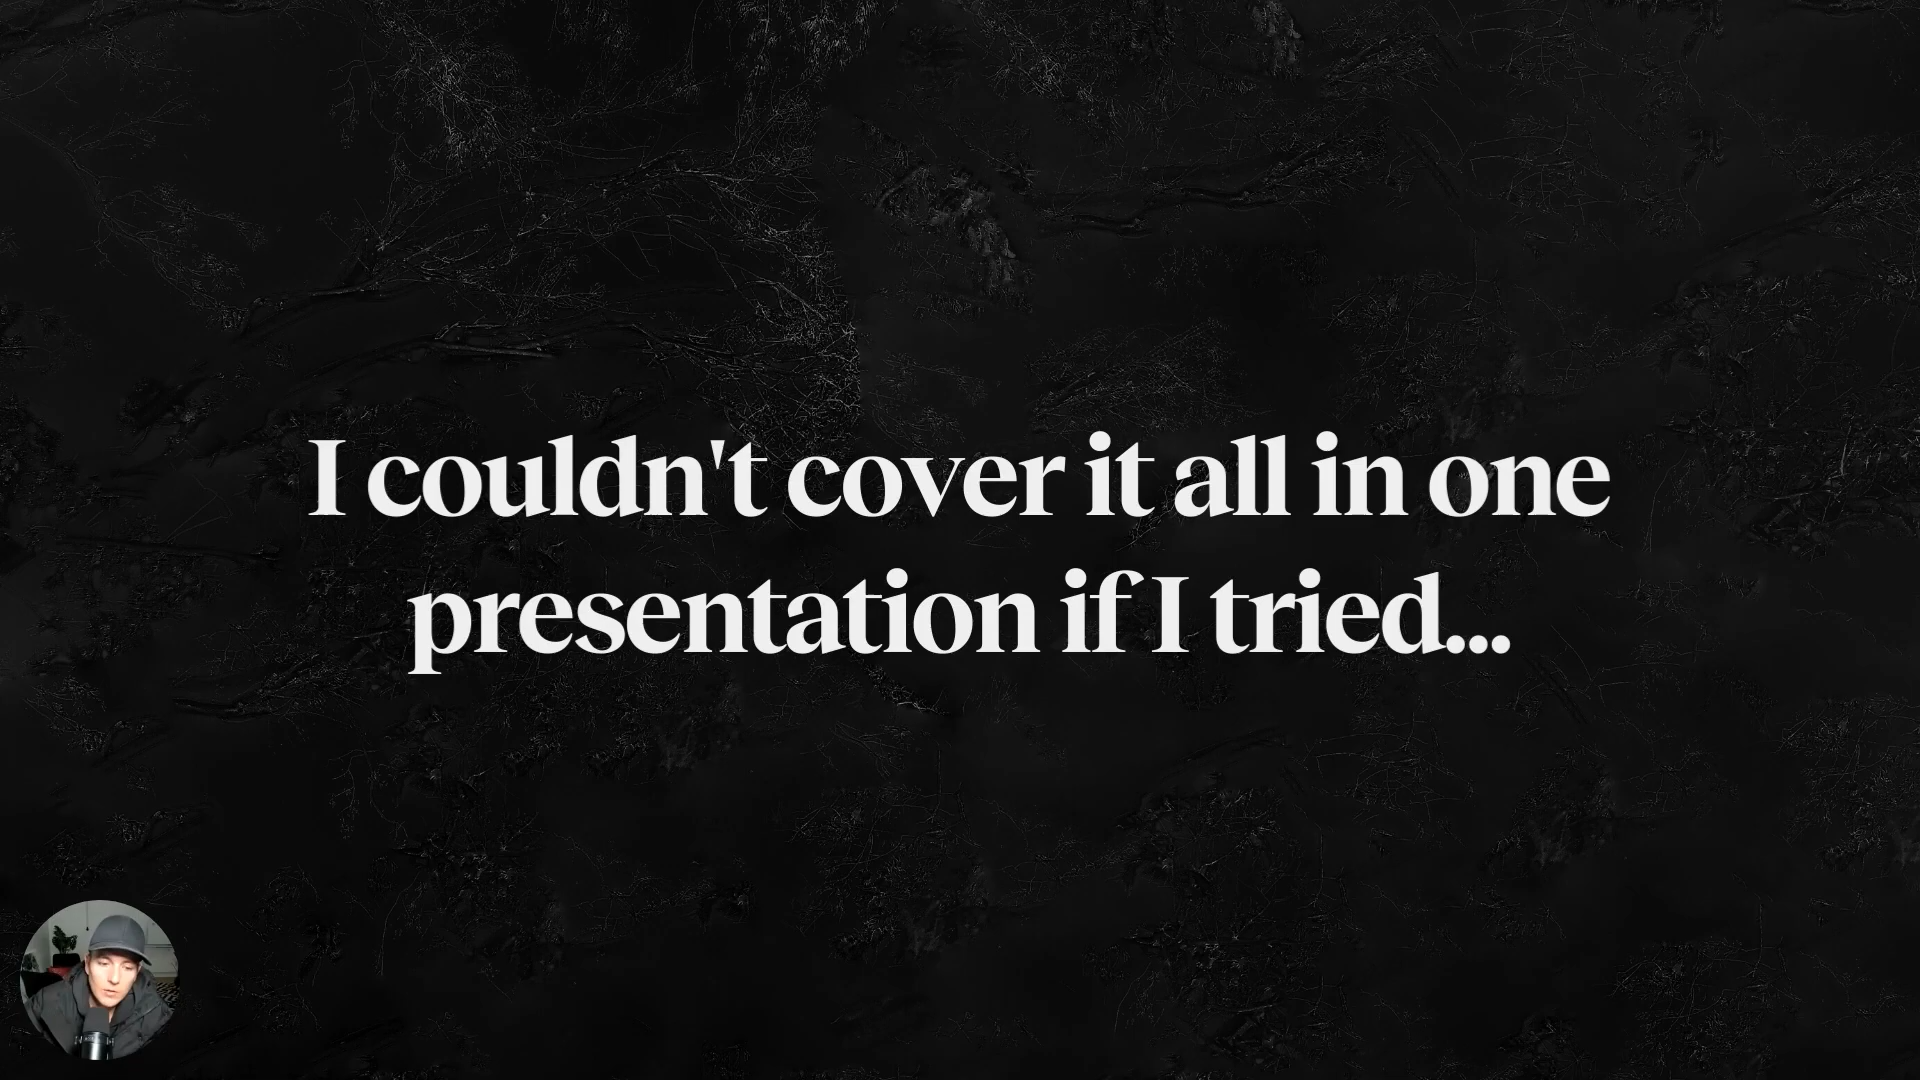 I couldn't cover it all in one
presentation if I tried...